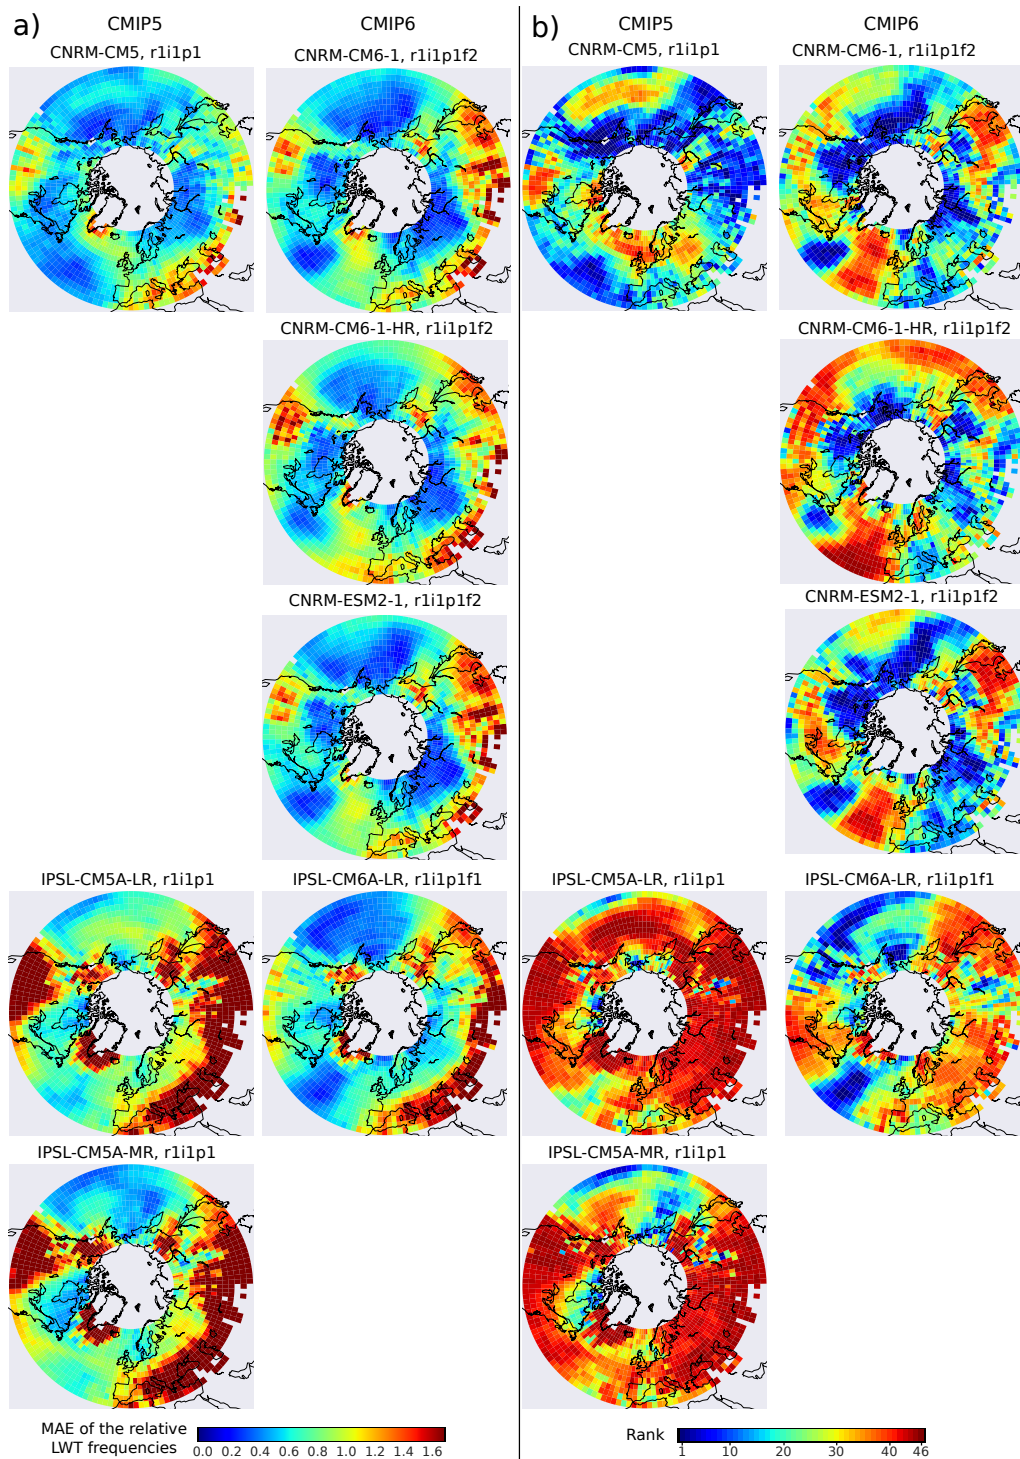 a)
CMIP5
CMIP6
b)
CMIP5
CMIP6
CNRM-CM5, r1i1p1
CNRM-CM6-1, r1i1p1f2
CNRM-CM5, r1i1p1
CNRM-CM6-1, r1i1p1f2
CNRM-CM6-1-HR, r1i1p1f2
CNRM-CM6-1-HR, r1i1p1f2
CNRM-ESM2-1, r1i1p1f2
CNRM-ESM2-1, r1i1p1f2
IPSL-CM5A-LR, r1i1p1
IPSL-CM6A-LR, r1i1p1f1
IPSL-CM5A-LR, r1i1p1
IPSL-CM6A-LR, r1i1p1f1
IPSL-CM5A-MR, r1i1p1
IPSL-CM5A-MR, r1i1p1
MAE of the relative
LWT frequencies
0.0 0.2 0.4 0.6 0.8 1.0 1.2 1.4 1.6
Rank
1 10 20 30 40 46